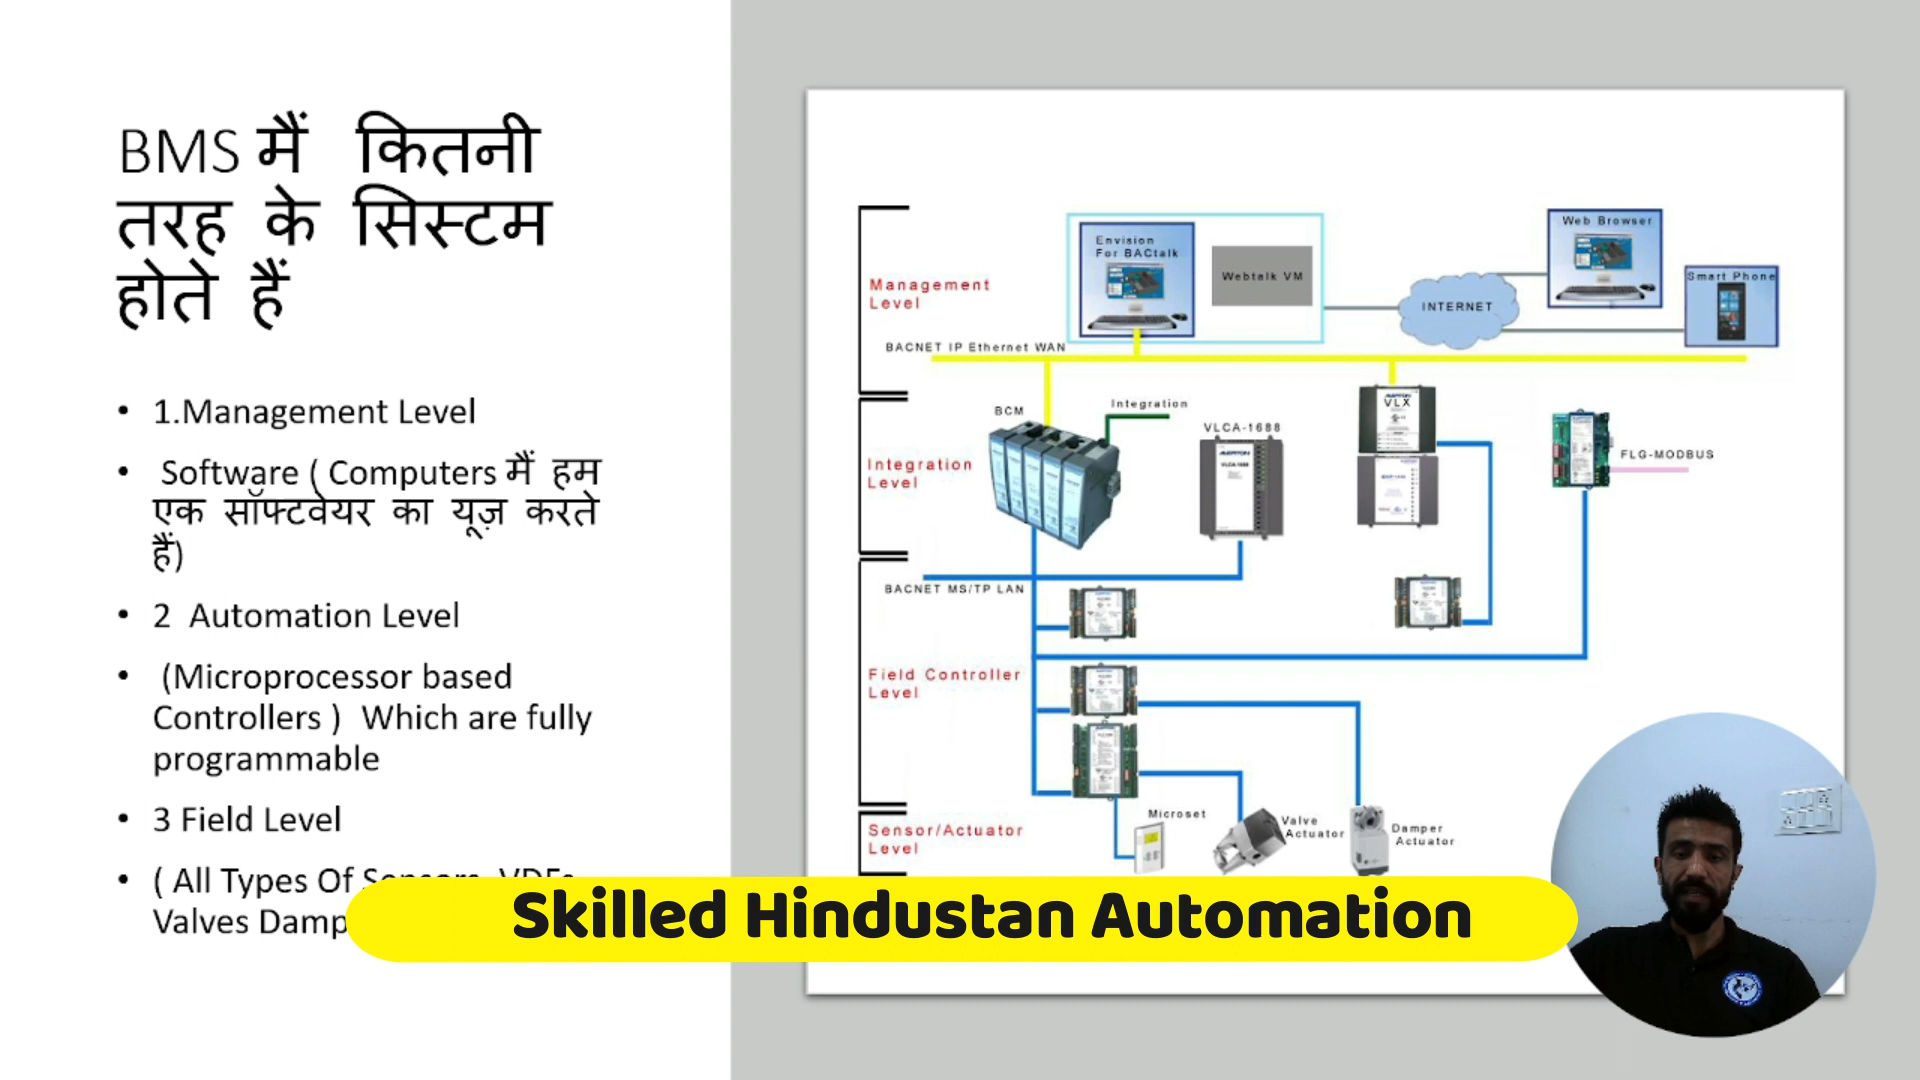 BMS मैं कितनी
तरह के सिस्टम
होते हैं
• 1.Management Level
• Software ( Computers मैं हम
एक सॉफ्टवेयर का यूज़ करते
हैं)
• 2 Automation Level
• (Microprocessor based
Controllers ) Which are fully
programmable
• 3 Field Level
• ( All Types Of
Valves Damp
Management
Level
Envision
For BACtalk
Webtalk VM
INTERNET
Web Browser
Smart Phone
BACNET IP Ethernet WAN
Integration
Level
BCM
Integration
VLCA-1688
VLX
FLG-MODBUS
BACNET MS/TP LAN
Field Controller
Level
Sensor/Actuator
Level
Microset
Valve
Actuator
Damper
Actuator
Skilled Hindustan Automation